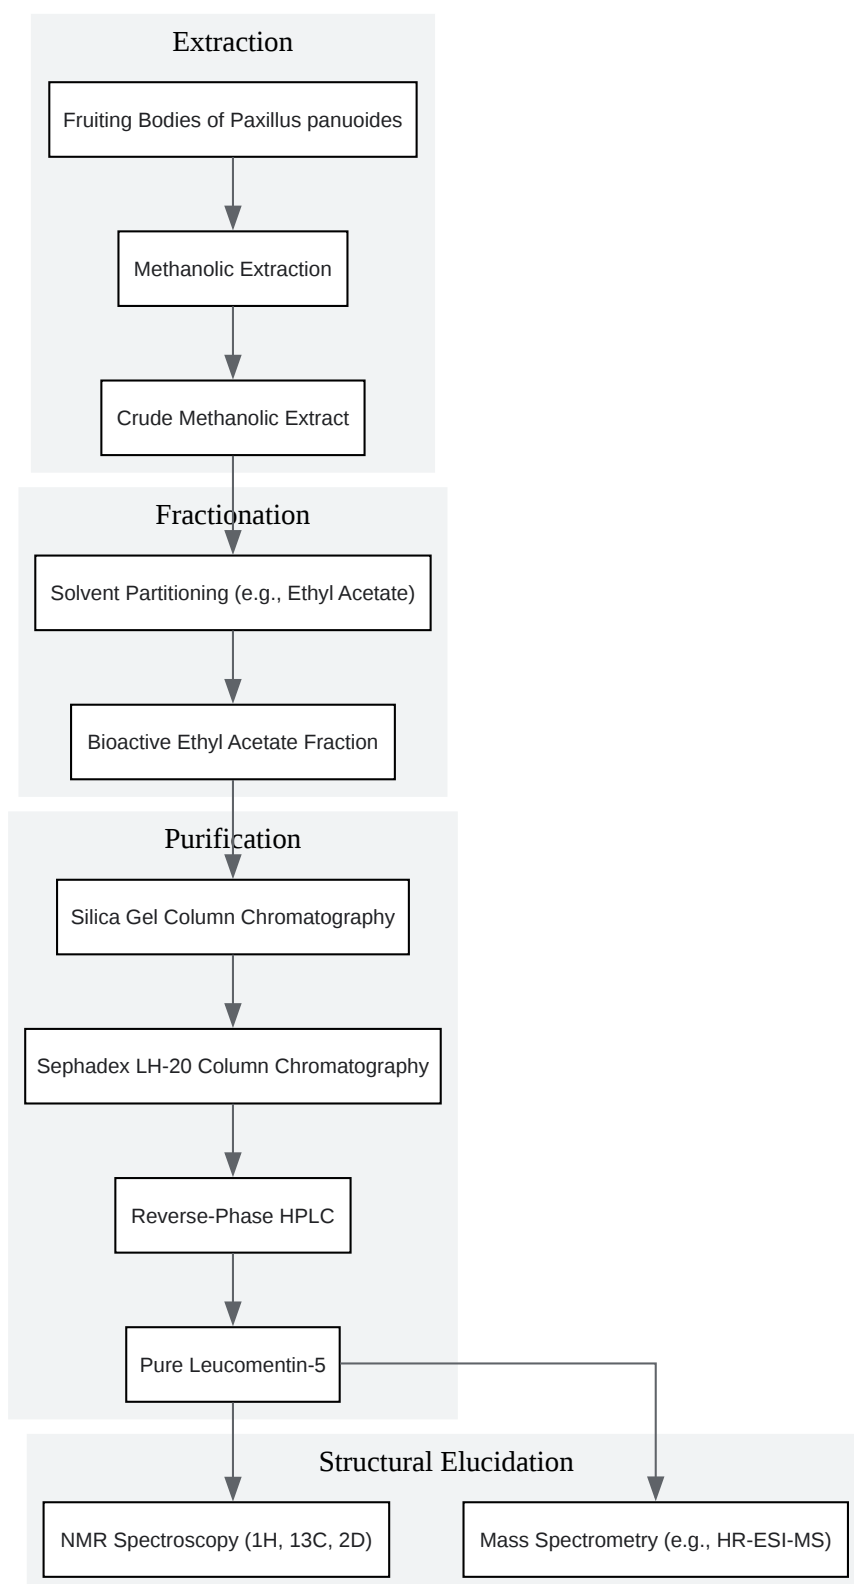 Extraction
Fruiting Bodies of Paxillus panuoides
Methanolic Extraction
Crude Methanolic Extract
Fractionation
Solvent Partitioning (e.g., Ethyl Acetate)
Bioactive Ethyl Acetate Fraction
Purification
Silica Gel Column Chromatography
Sephadex LH-20 Column Chromatography
Reverse-Phase HPLC
Pure Leucomentin-5
Structural Elucidation
NMR Spectroscopy (1H, 13C, 2D)
Mass Spectrometry (e.g., HR-ESI-MS)